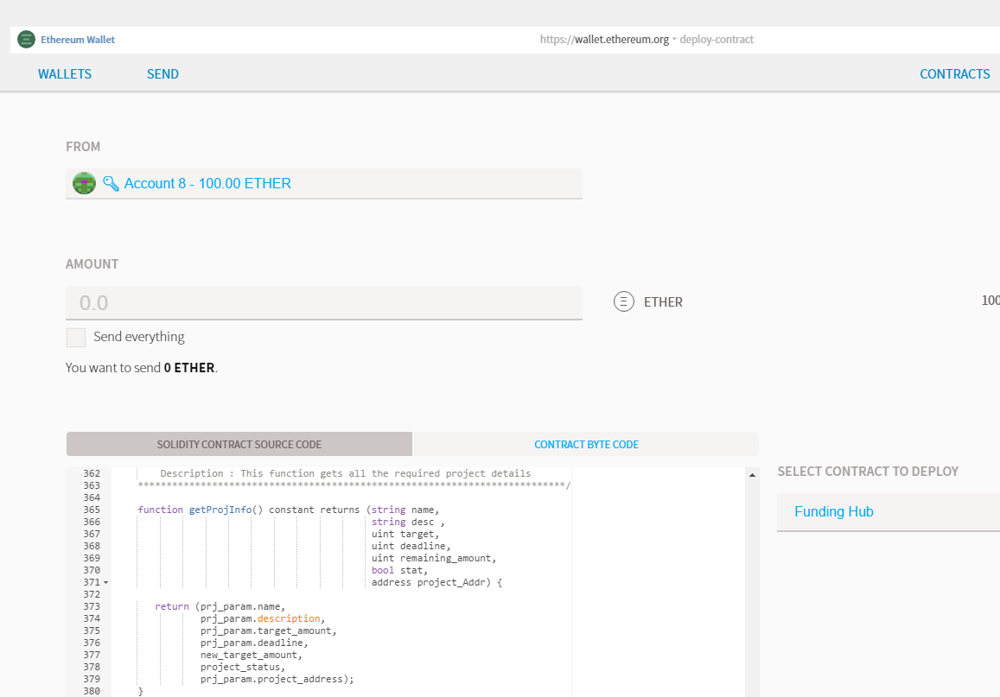 Ethereum Wallet
https://wallet.ethereum.org ‣ deploy-contract
WALLETS SEND CONTRACTS
FROM
Account 8 - 100.00 ETHER
AMOUNT
0.0
ETHER 100
Send everything
You want to send 0 ETHER.
SOLIDITY CONTRACT SOURCE CODE CONTRACT BYTE CODE
SELECT CONTRACT TO DEPLOY
Funding Hub
362 Description : This function gets all the required project details
363 ***************************************************************************/
364
365 function getProjInfo() constant returns (string name,
366 string desc ,
367 uint target,
368 uint deadline,
369 uint remaining_amount,
370 bool stat,
371 address project_Addr) {
372
373 return (prj_param.name,
374 prj_param.description,
375 prj_param.target_amount,
376 prj_param.deadline,
377 new_target_amount,
378 project_status,
379 prj_param.project_address);
380 }